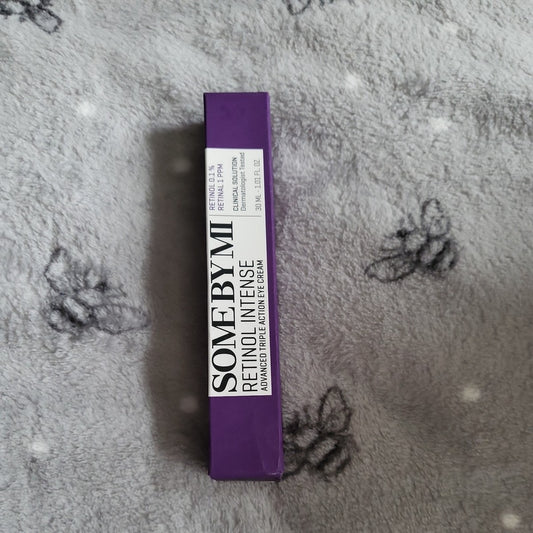 SOME BY MI
RETINOL INTENSE
ADVANCED TRIPLE ACTION EYE CREAM
RETINOL 0.1 %
RETINAL 1 PPM
CLINICAL SOLUTION
Dermatologist Tested
30 ML - 1.01 FL. OZ